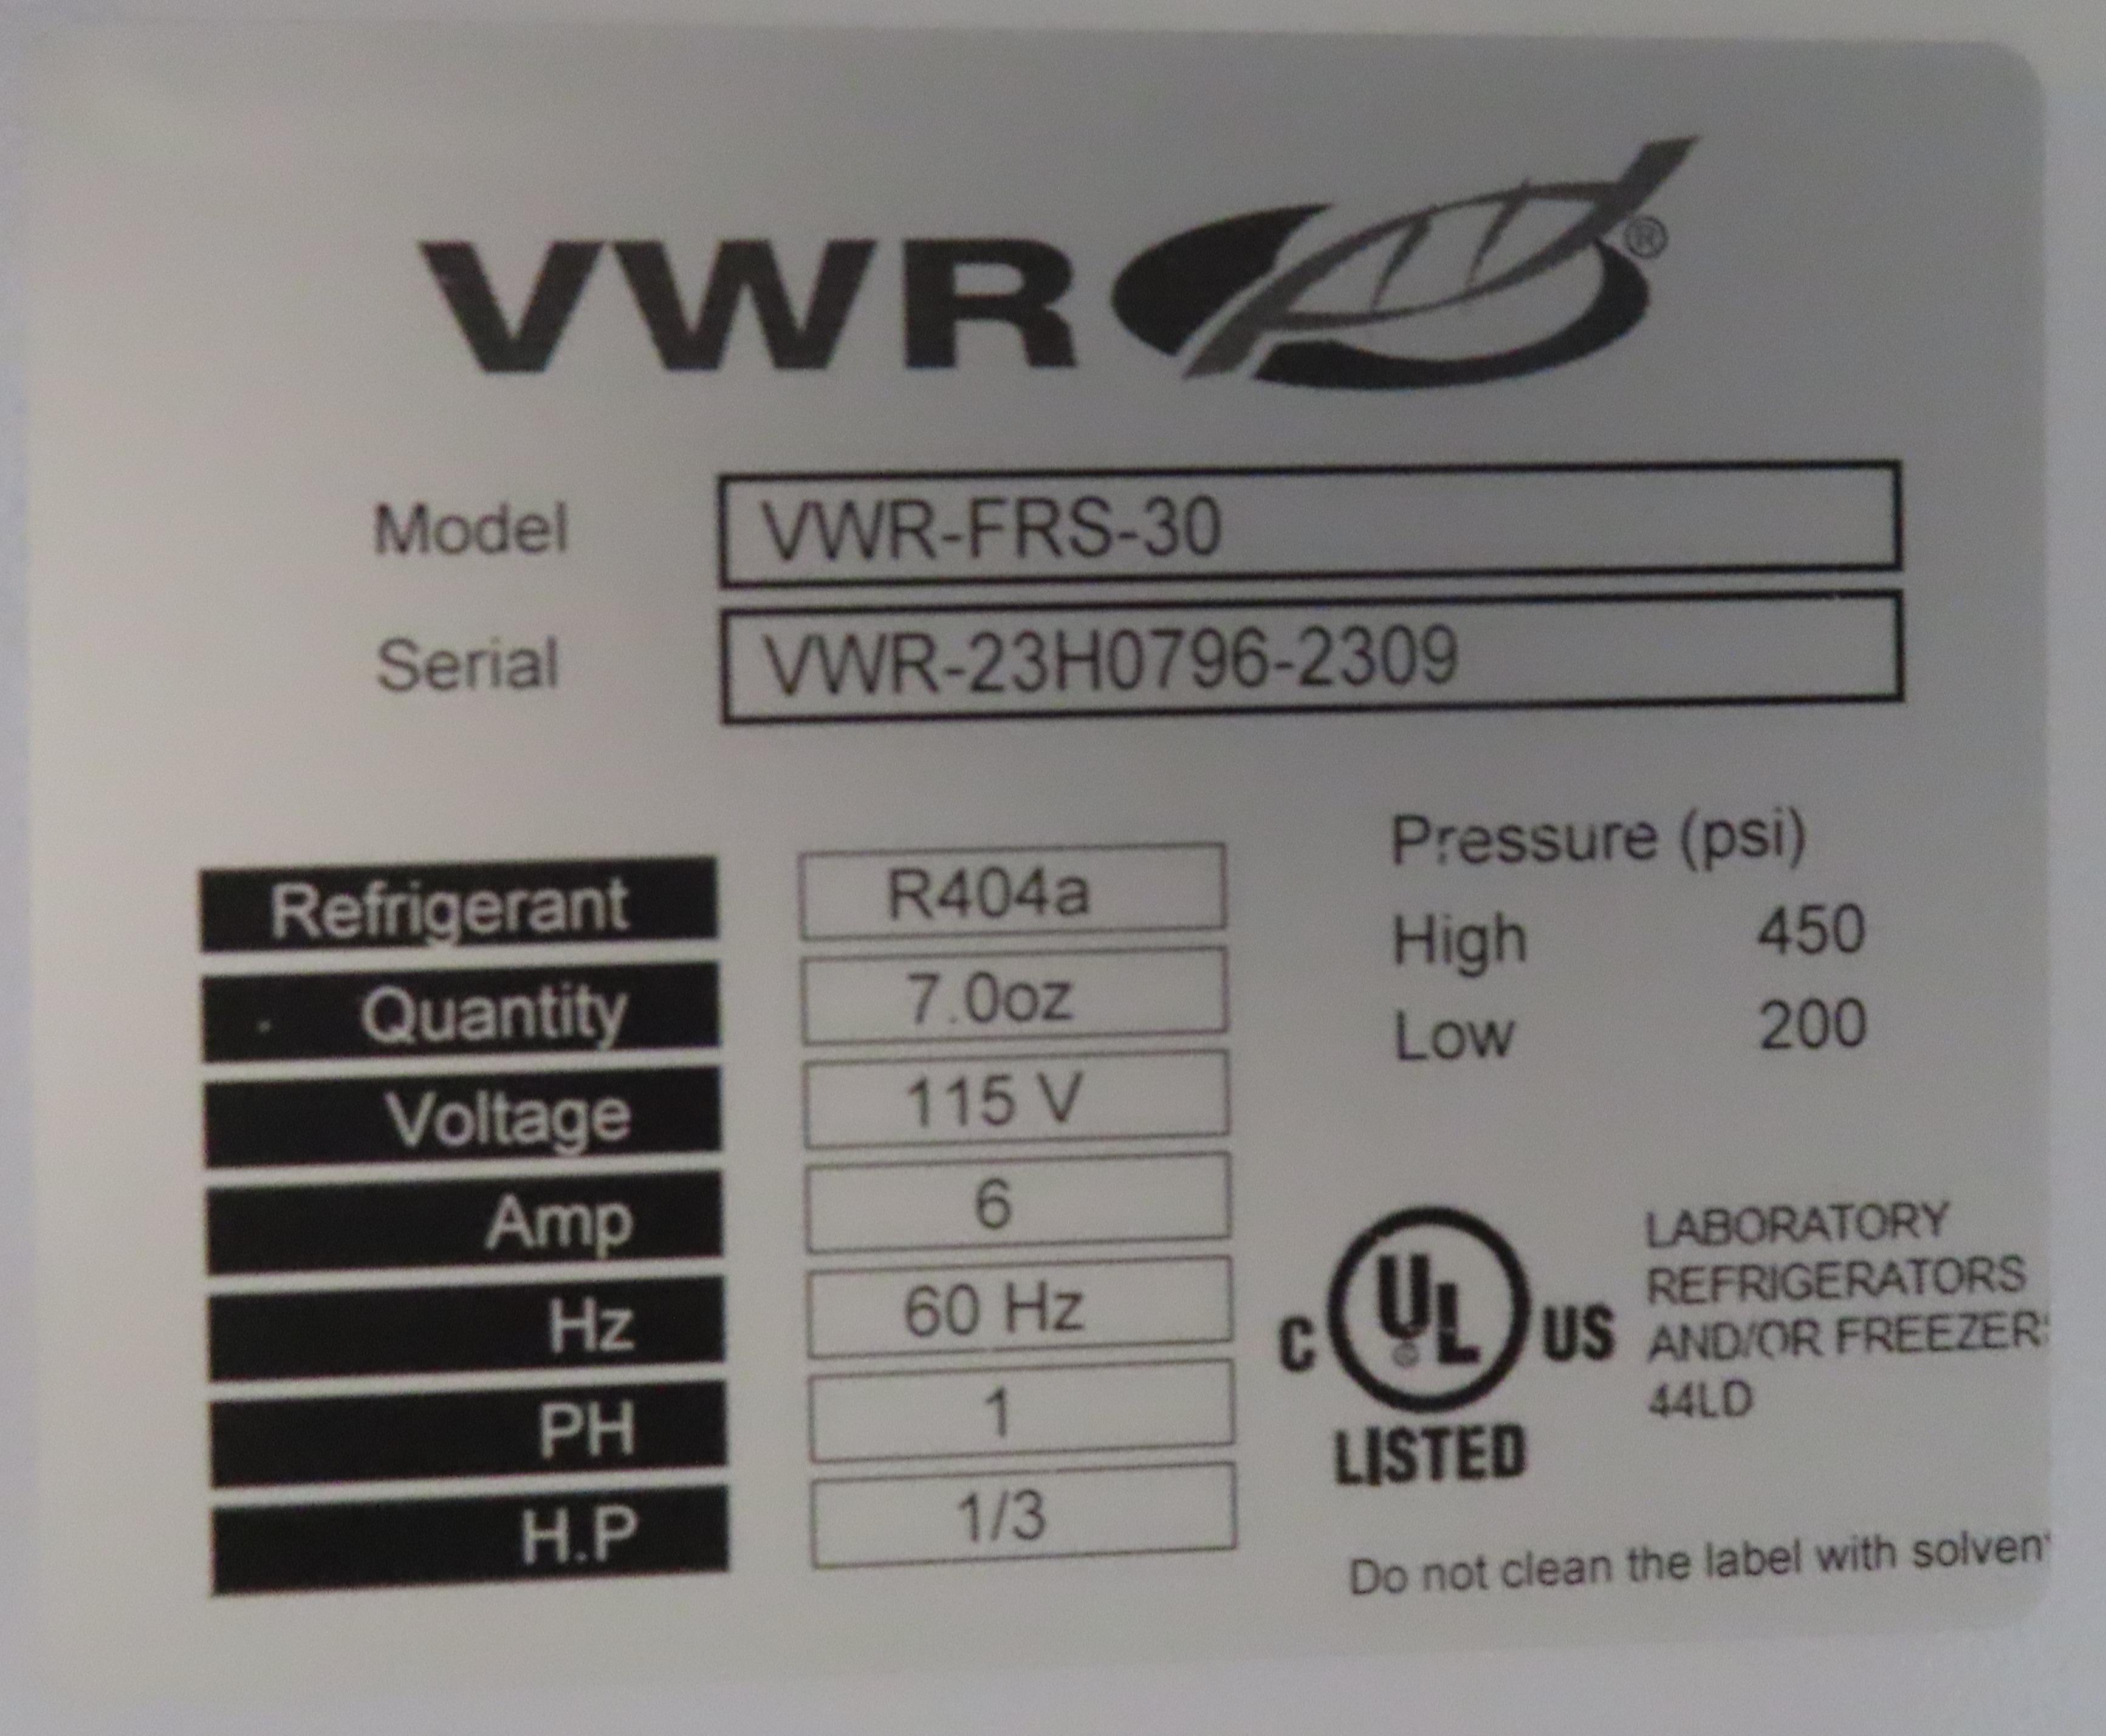 VWR ®
Model VWR-FRS-30
Serial VWR-23H0796-2309
Refrigerant R404a
Quantity 7.0oz
Voltage 115 V
Amp 6
Hz 60 Hz
PH 1
H.P 1/3
Pressure (psi)
High 450
Low 200
C UL ® US
LISTED
LABORATORY
REFRIGERATORS
AND/OR FREEZER
44LD
Do not clean the label with solven